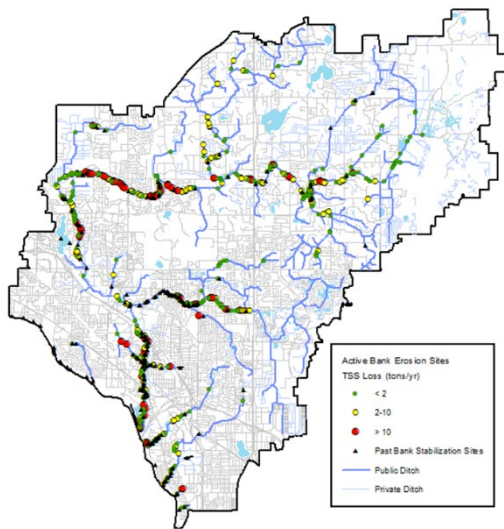 Active Bank Erosion Sites
TSS Loss (tons/yr)
< 2
2-10
> 10
Past Bank Stabilization Sites
Public Ditch
Private Ditch